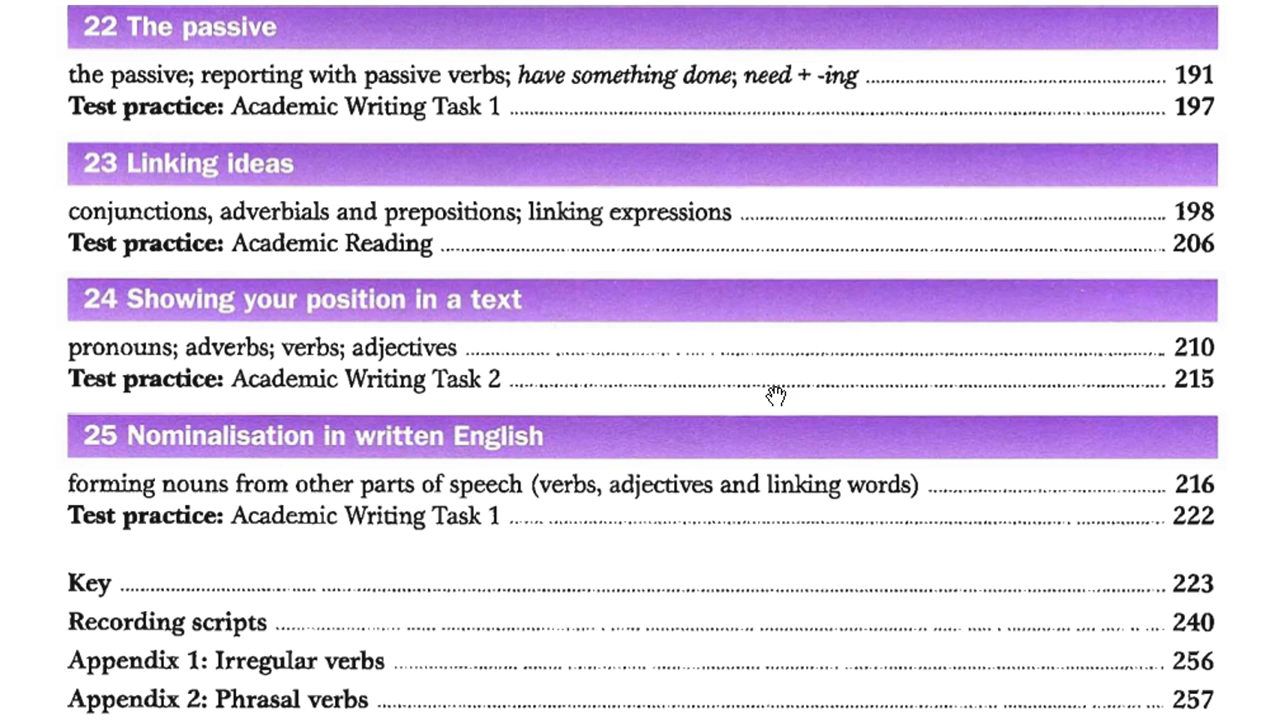 22 The passive
the passive; reporting with passive verbs; have something done; need + -ing 191
Test practice: Academic Writing Task 1 197
23 Linking ideas
conjunctions, adverbials and prepositions; linking expressions 198
Test practice: Academic Reading 206
24 Showing your position in a text
pronouns; adverbs; verbs; adjectives 210
Test practice: Academic Writing Task 2 215
25 Nominalisation in written English
forming nouns from other parts of speech (verbs, adjectives and linking words) 216
Test practice: Academic Writing Task 1 222
Key 223
Recording scripts 240
Appendix 1: Irregular verbs 256
Appendix 2: Phrasal verbs 257